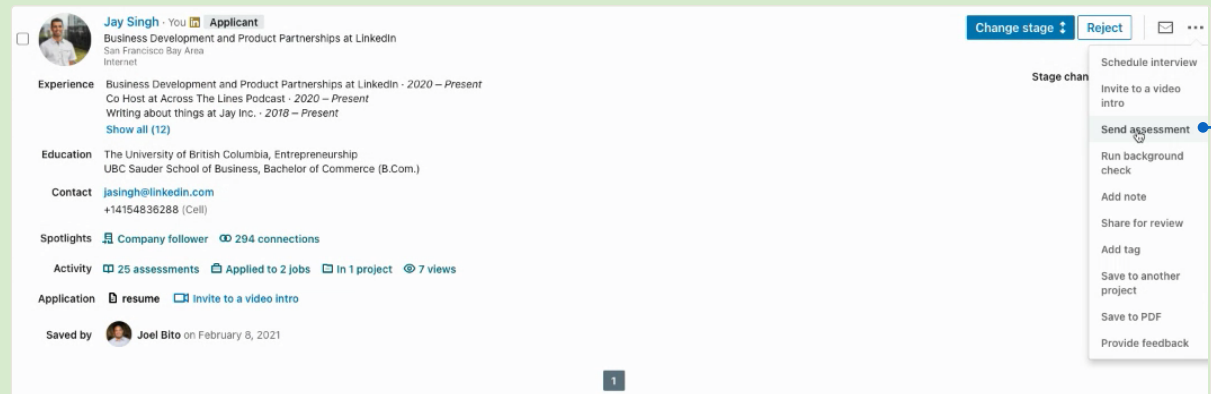 Jay Singh · You Applicant
Business Development and Product Partnerships at LinkedIn
San Francisco Bay Area
Internet
Change stage
Reject
Stage chan
Experience Business Development and Product Partnerships at LinkedIn · 2020 – Present
Co Host at Across The Lines Podcast · 2020 – Present
Writing about things at Jay Inc. · 2018 – Present
Show all (12)
Education The University of British Columbia, Entrepreneurship
UBC Sauder School of Business, Bachelor of Commerce (B.Com.)
Contact jasingh@linkedin.com
+14154836288 (Cell)
Spotlights Company follower 294 connections
Activity 25 assessments Applied to 2 jobs In 1 project 7 views
Application resume Invite to a video intro
Saved by Joel Bito on February 8, 2021
Schedule interview
Invite to a video
intro
Send assessment
Run background
check
Add note
Share for review
Add tag
Save to another
project
Save to PDF
Provide feedback
1